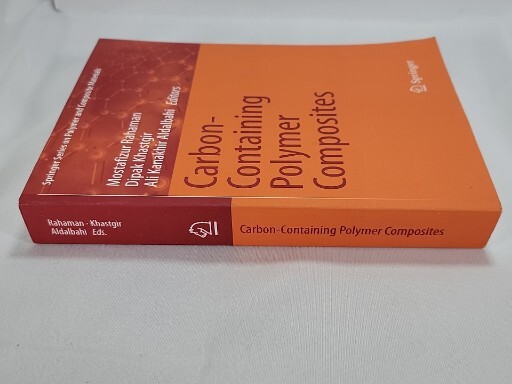 Springer Series on Polymer and Composite Materials
Mostafizur Rahaman
Dipak Khastgir
Ali Kanakhir Aldalbahi Editors
Carbon-
Containing
Polymer
Composites
Springer
Rahaman · Khastgir
Aldalbahi Eds.
Carbon-Containing Polymer Composites